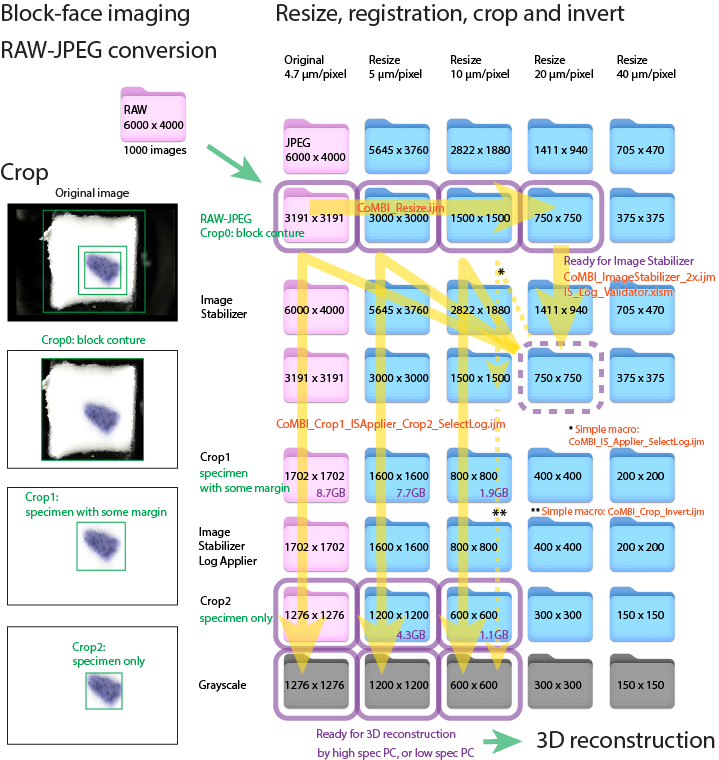 Block-face imaging
RAW-JPEG conversion
Resize, registration, crop and invert
Original
4.7 μm/pixel
Resize
5 μm/pixel
Resize
10 μm/pixel
Resize
20 μm/pixel
Resize
40 μm/pixel
RAW
6000 x 4000
1000 images
JPEG
6000 x 4000
5645 x 3760
2822 x 1880
1411 x 940
705 x 470
Crop
Original image
RAW-JPEG
Crop0: block conture
CoMBI_Resize.ijm
3191 x 3191
3000 x 3000
1500 x 1500
750 x 750
375 x 375
Ready for Image Stabilizer
CoMBI_ImageStabilizer_2x.ijm
IS_Log_Validator.xlsm
*
Image
Stabilizer
6000 x 4000
5645 x 3760
2822 x 1880
1411 x 940
705 x 470
Crop0: block conture
3191 x 3191
3000 x 3000
1500 x 1500
750 x 750
375 x 375
CoMBI_Crop1_ISApplier_Crop2_SelectLog.ijm
* SImple macro:
CoMBI_IS_Applier_SelectLog.ijm
Crop1
specimen
with some margin
1702 x 1702
8.7GB
1600 x 1600
7.7GB
800 x 800
1.9GB
400 x 400
200 x 200
Crop1:
specimen with some margin
**
** SImple macro: CoMBI_Crop_Invert.ijm
Image
Stabilizer
Log Applier
1702 x 1702
1600 x 1600
800 x 800
400 x 400
200 x 200
Crop2
specimen only
1276 x 1276
1200 x 1200
4.3GB
600 x 600
1.1GB
300 x 300
150 x 150
Crop2:
specimen only
Grayscale
1276 x 1276
1200 x 1200
600 x 600
300 x 300
150 x 150
Ready for 3D reconstruction
by high spec PC, or low spec PC
3D reconstruction